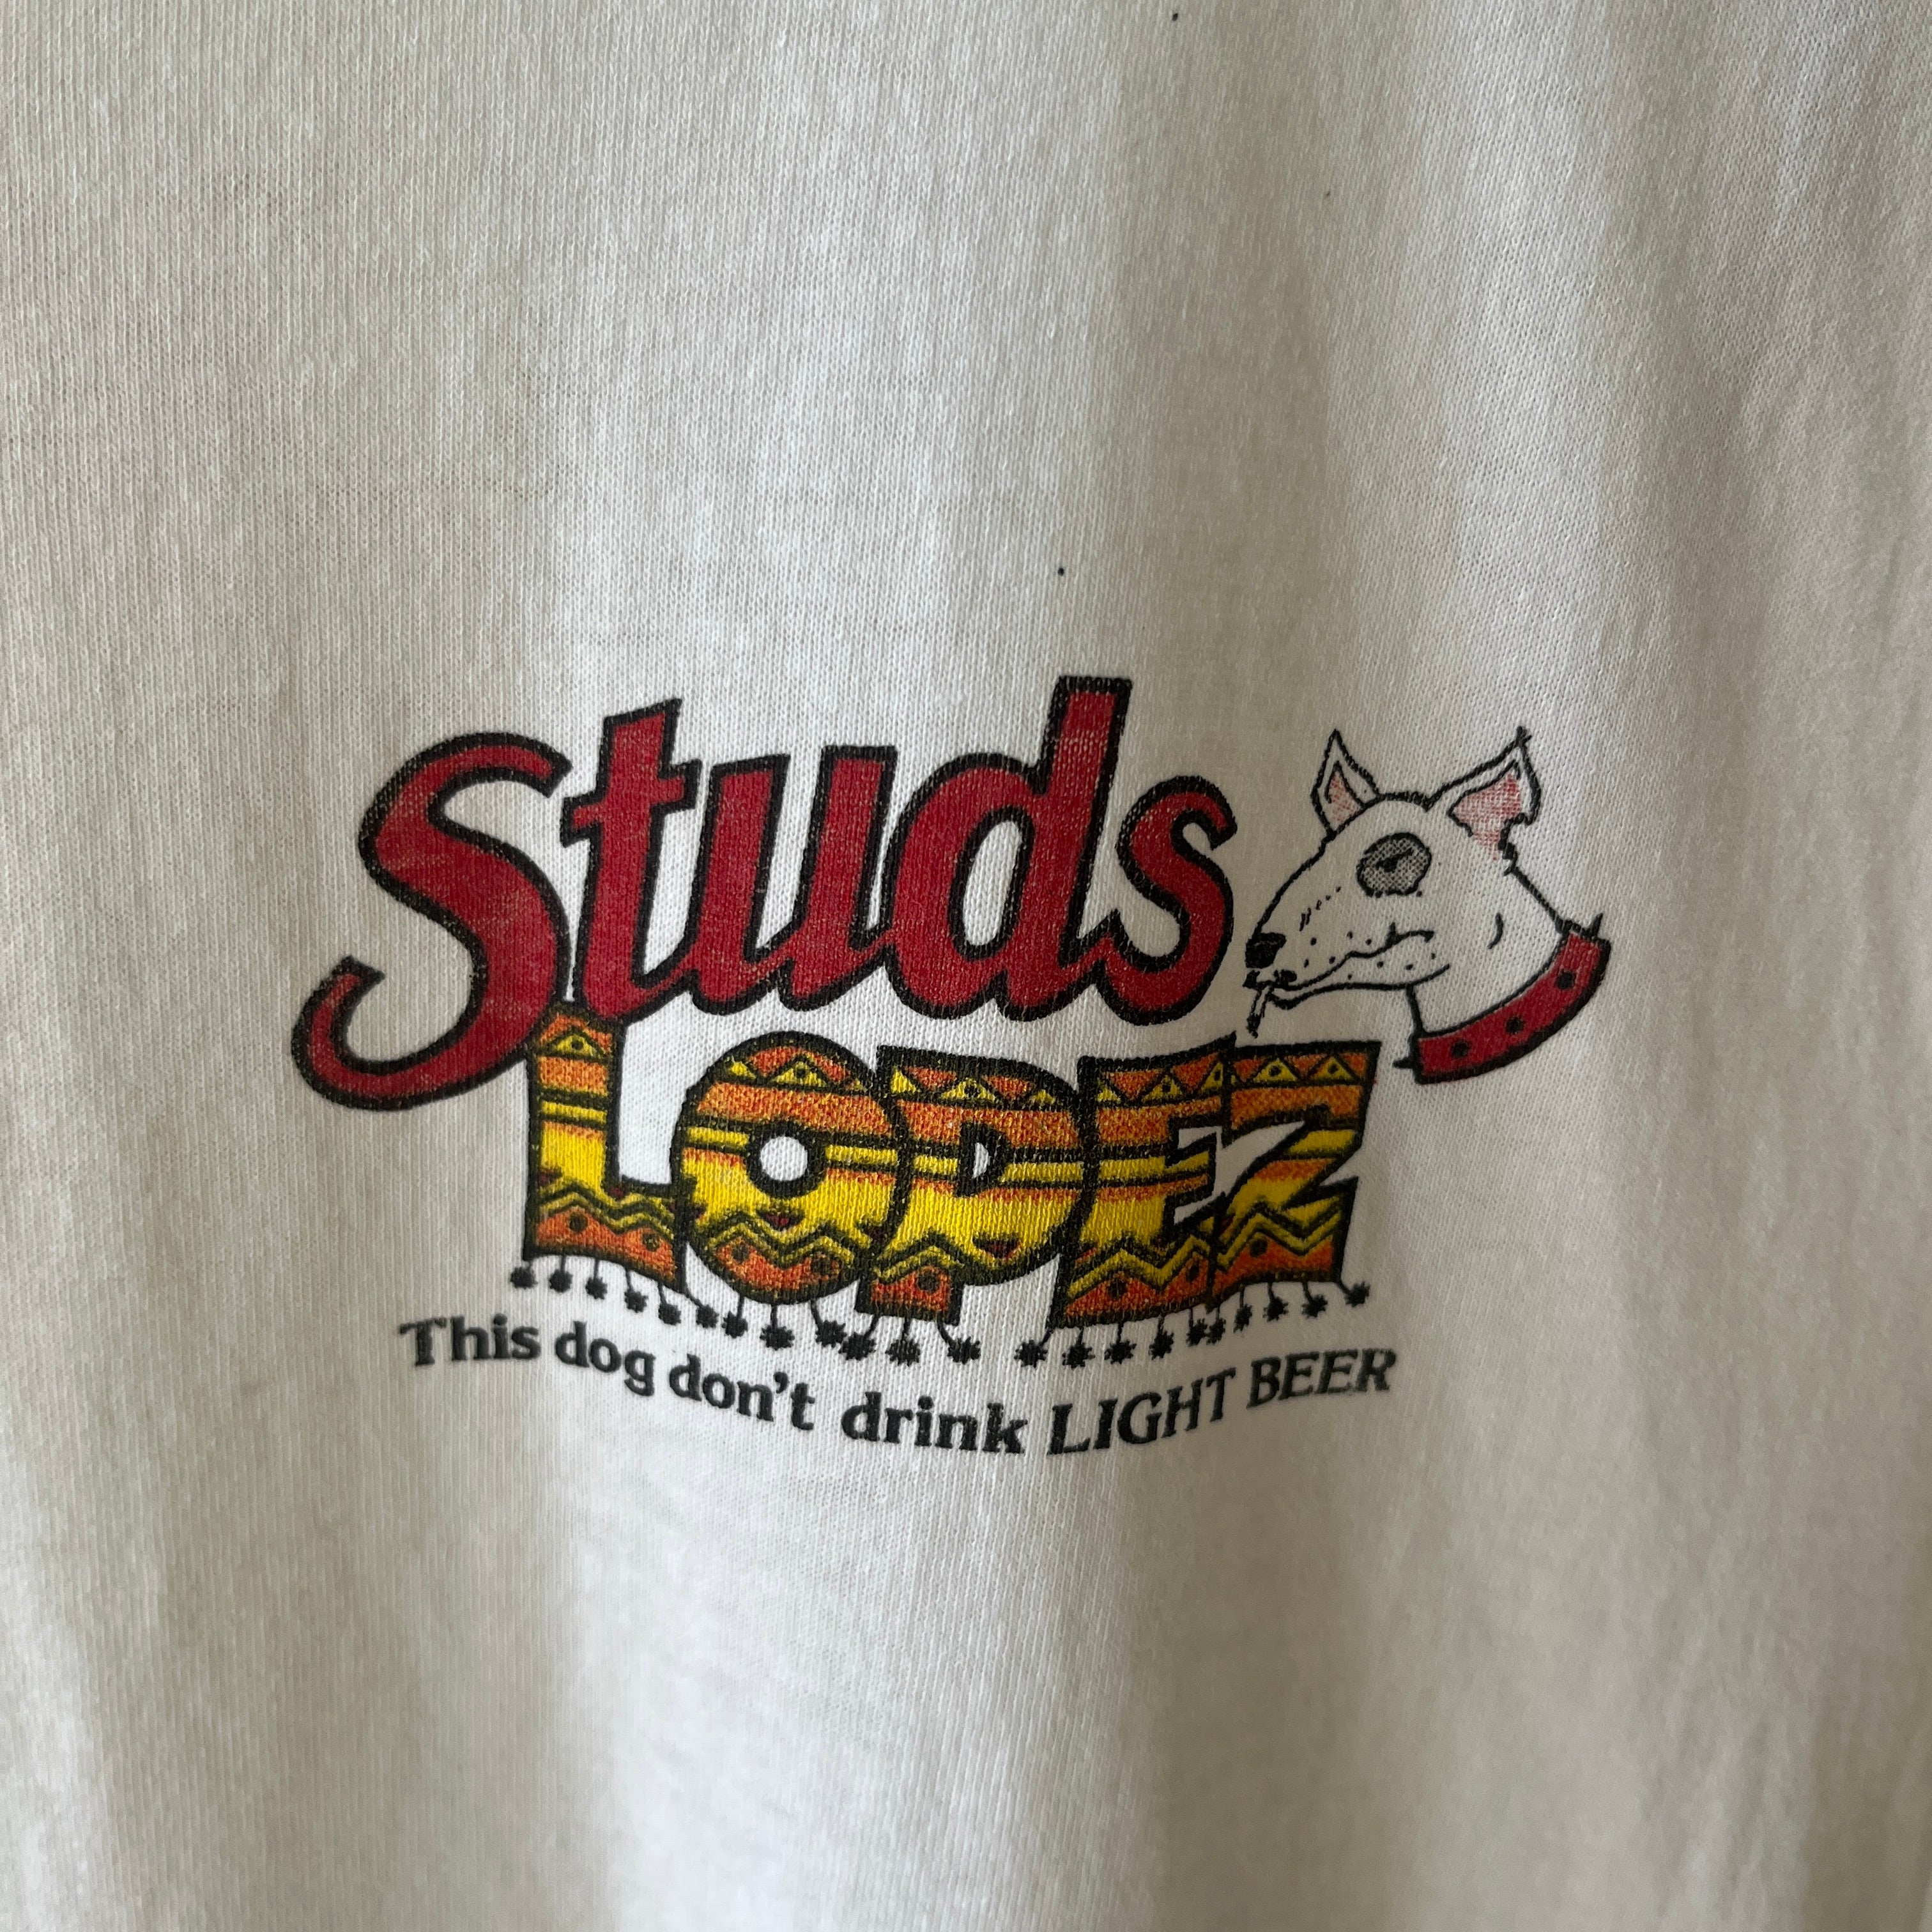 Studs
LOPEZ
This dog don't drink LIGHT BEER